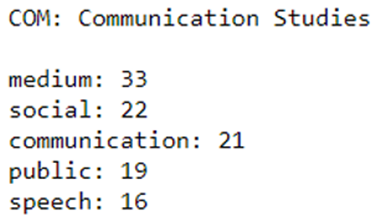 COM: Communication Studies
medium: 33
social: 22
communication: 21
public: 19
speech: 16